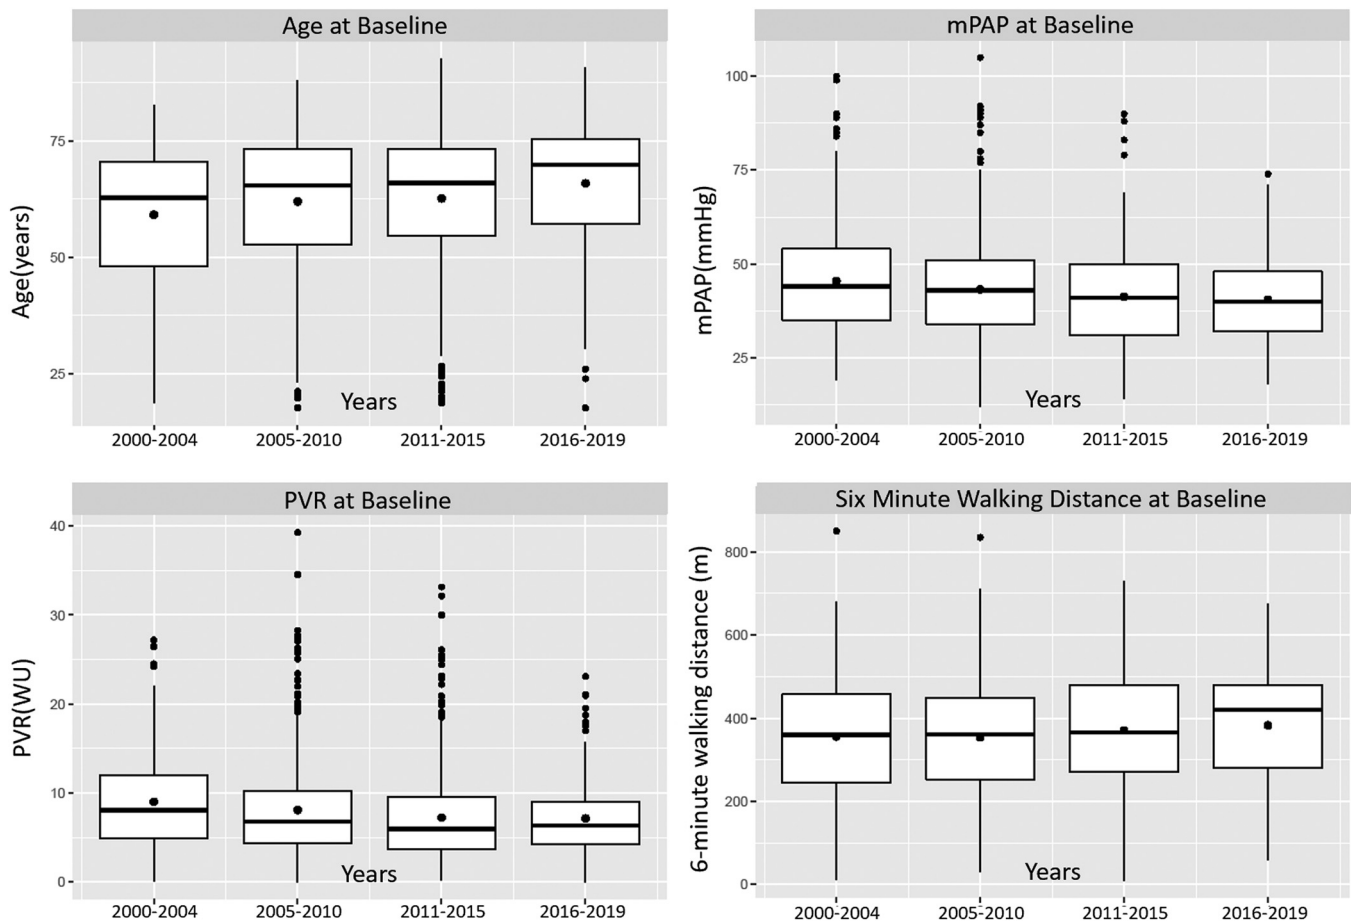 Age at Baseline
Age(years)
75
50
25
Years
2000-2004 2005-2010 2011-2015 2016-2019
mPAP at Baseline
mPAP(mmHg)
100
75
50
25
Years
2000-2004 2005-2010 2011-2015 2016-2019
PVR at Baseline
PVR(WU)
40
30
20
10
0
Years
2000-2004 2005-2010 2011-2015 2016-2019
Six Minute Walking Distance at Baseline
6-minute walking distance (m)
800
600
400
200
0
Years
2000-2004 2005-2010 2011-2015 2016-2019